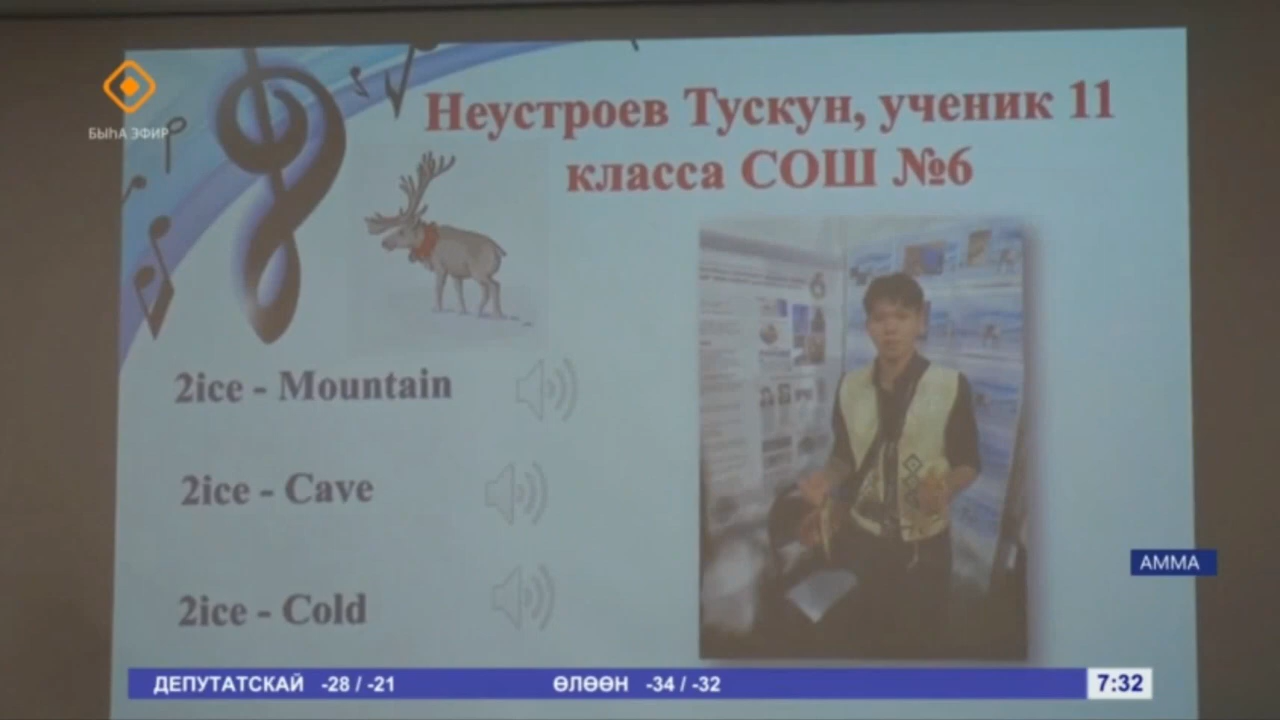 БЫҺА ЭФИР
Неустроев Тускун, ученик 11
класса СОШ №6
2ice - Mountain
2ice - Cave
2ice - Cold
АММА
ДЕПУТАТСКАЙ -28 / -21 ӨЛӨӨН -34 / -32 7:32